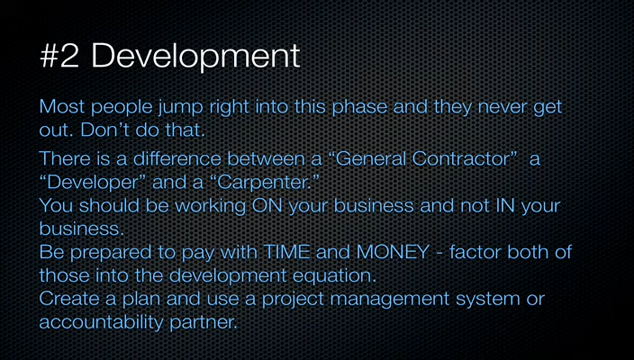 #2 Development
Most people jump right into this phase and they never get
out. Don't do that.
There is a difference between a “General Contractor”  a
“Developer” and a “Carpenter.”
You should be working ON your business and not IN your
business.
Be prepared to pay with TIME and MONEY - factor both of
those into the development equation.
Create a plan and use a project management system or
accountability partner.